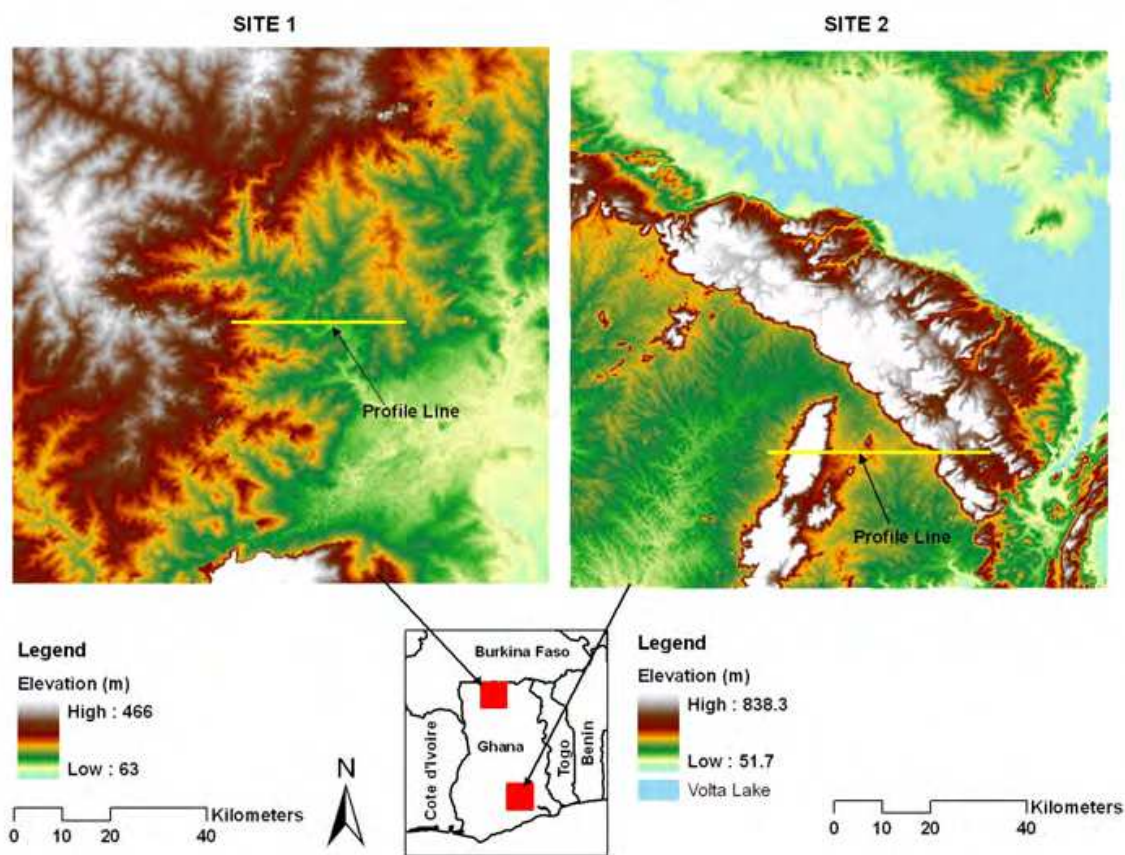 SITE 1
SITE 2
Profile Line
Profile Line
Legend
Elevation (m)
High : 466
Low : 63
0 10 20 40
Kilometers
N
Burkina Faso
Cote d'Ivoire
Ghana
Togo
Benin
Legend
Elevation (m)
High : 838.3
Low : 51.7
Volta Lake
0 10 20 40
Kilometers